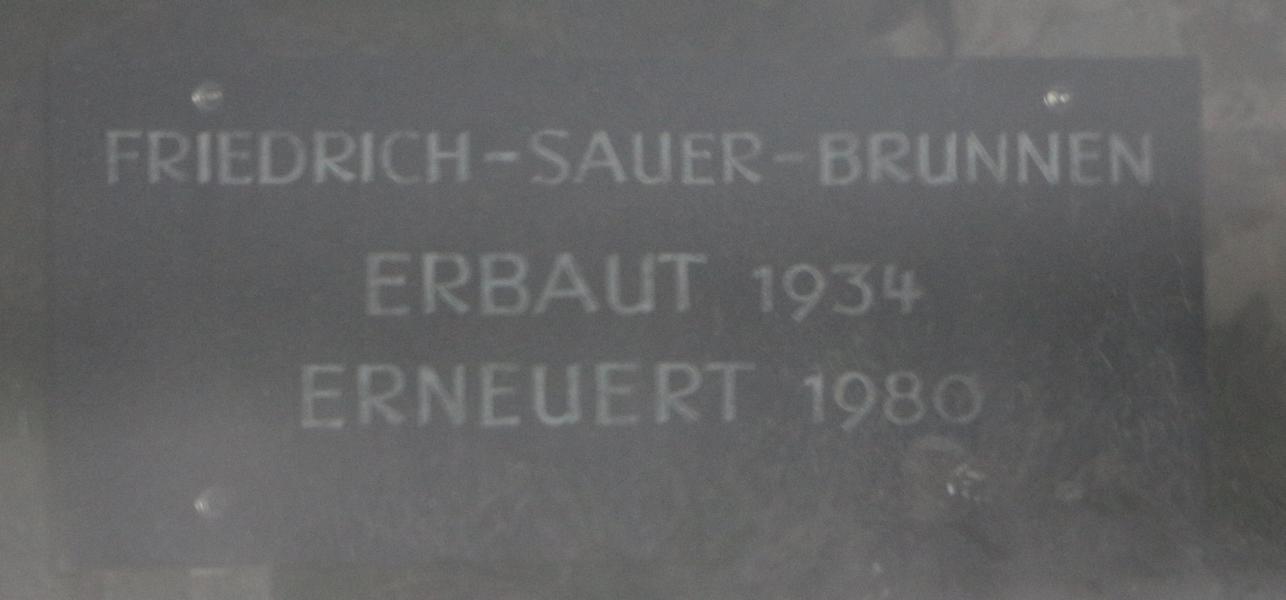 FRIEDRICH-SAUER-BRUNNEN
ERBAUT 1934
ERNEUERT 1980